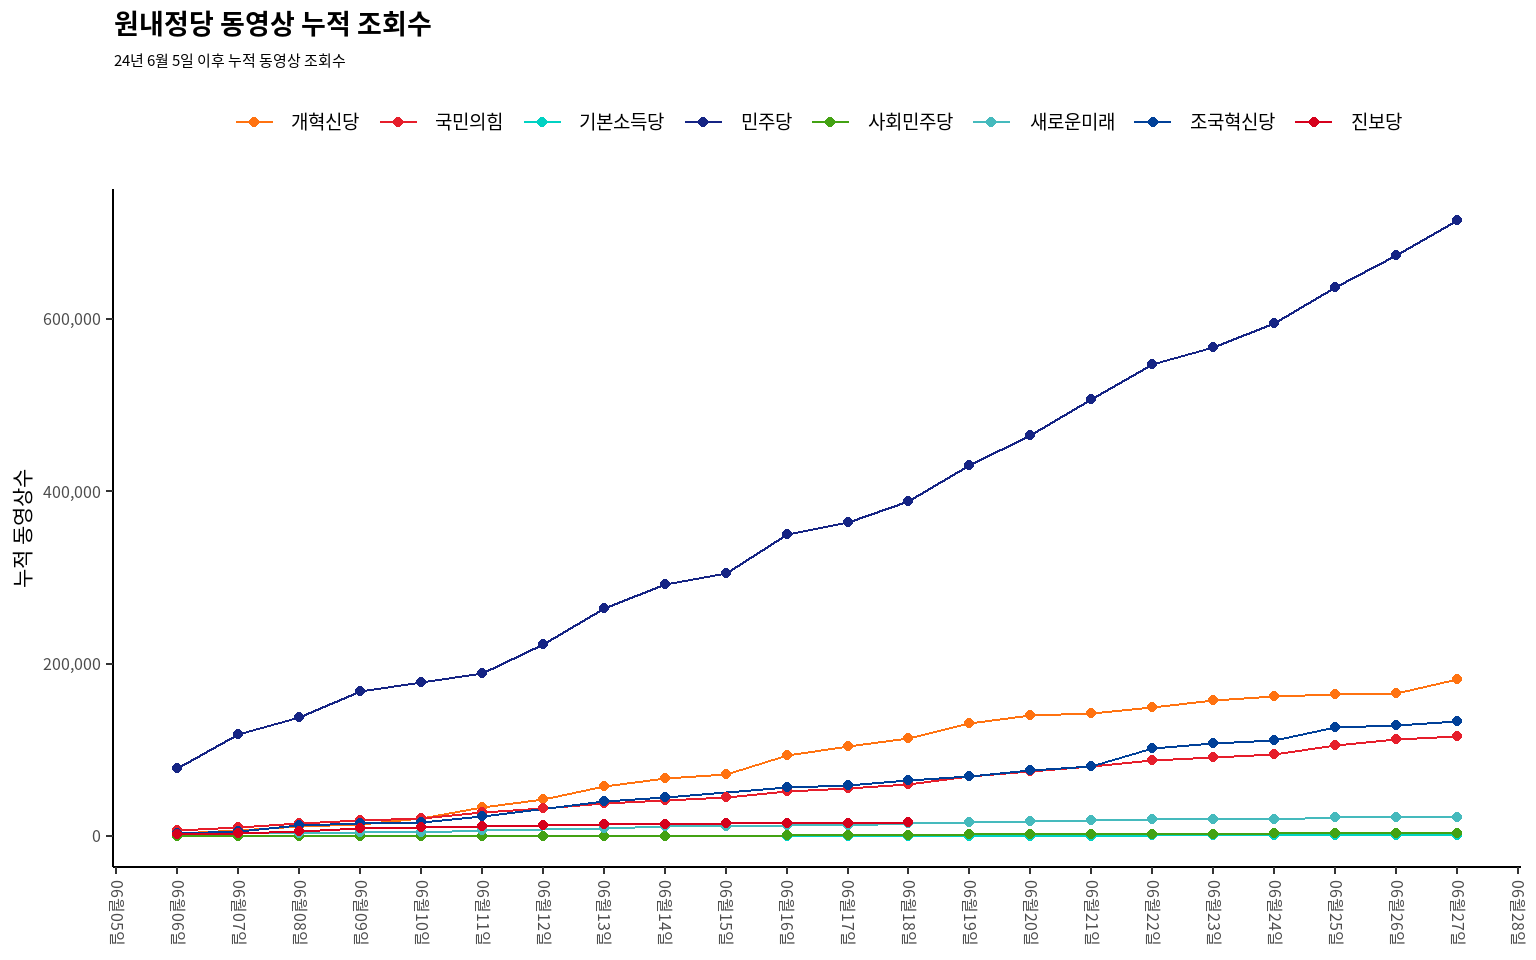 원내정당 동영상 누적 조회수
24년 6월 5일 이후 누적 동영상 조회수
개혁신당 국민의힘 기본소득당 민주당 사회민주당 새로운미래 조국혁신당 진보당
누적 동영상수
600,000
400,000
200,000
0
06월05일 06월06일 06월07일 06월08일 06월09일 06월10일 06월11일 06월12일 06월13일 06월14일 06월15일 06월16일 06월17일 06월18일 06월19일 06월20일 06월21일 06월22일 06월23일 06월24일 06월25일 06월26일 06월27일 06월28일